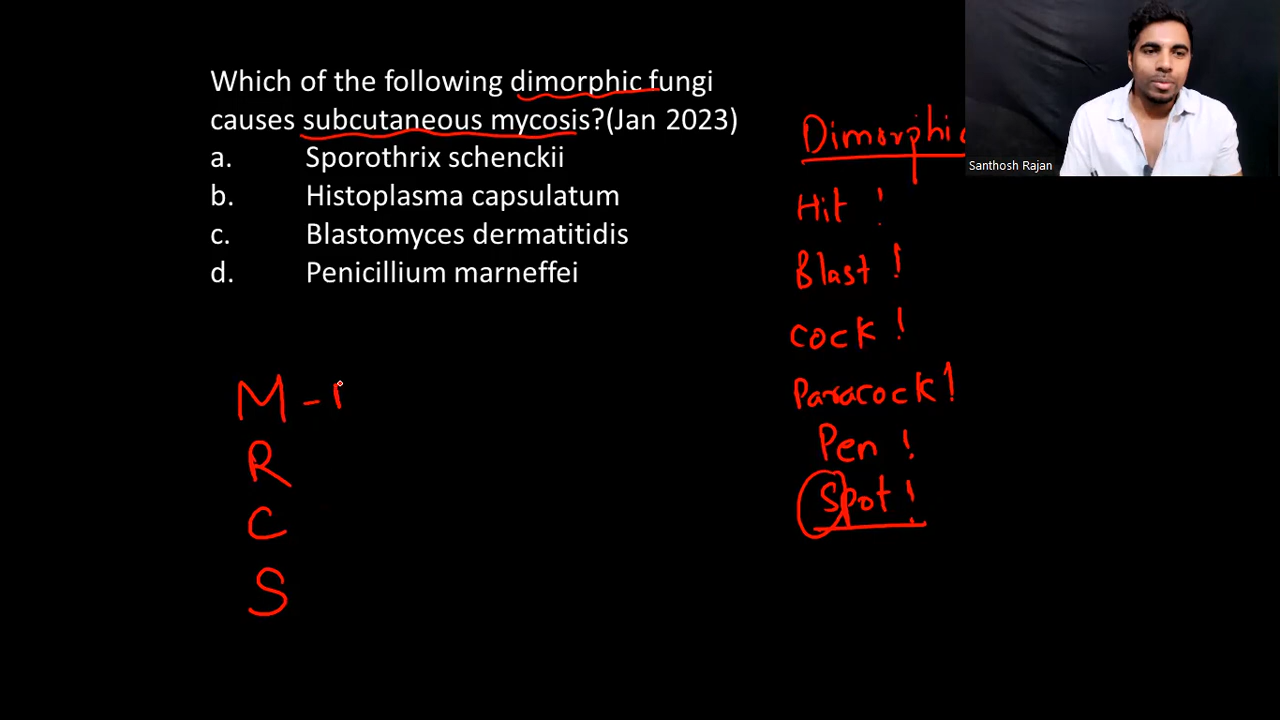 Which of the following dimorphic fungi
causes subcutaneous mycosis?(Jan 2023)
a. Sporothrix schenckii
b. Histoplasma capsulatum
c. Blastomyces dermatitidis
d. Penicillium marneffei
Santhosh Rajan
Hit !
Blast !
cock !
Paracock !
Pen !
Spot !
M -
R
C
S